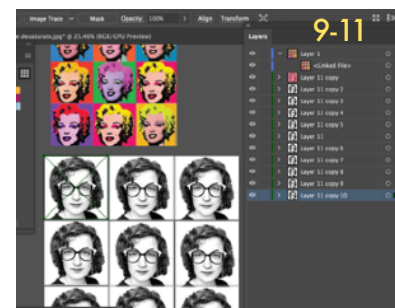 Image Trace Mask Opacity: 100% Align Transform
9-11
e desaturate.jpg* @ 25.46% (RGB/GPU Preview)
Layers
Layer 1
<Linked File>
Layer 11 copy
Layer 11 copy 2
Layer 11 copy 3
Layer 11 copy 4
Layer 11 copy 5
Layer 11
Layer 11 copy 6
Layer 11 copy 7
Layer 11 copy 8
Layer 11 copy 9
Layer 11 copy 10